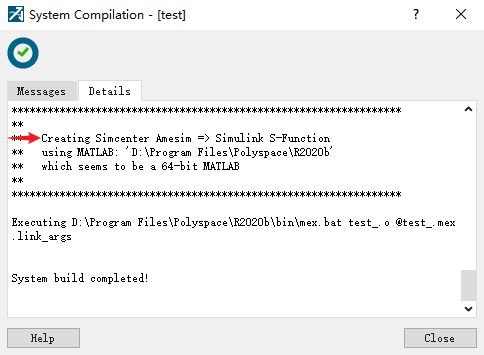 System Compilation - [test]
?
Messages
Details
*****************************************************************
**
** Creating Simcenter Amesim => Simulink S-Function
** using MATLAB: 'D:\Program Files\Polyspace\R2020b'
** which seems to be a 64-bit MATLAB
**
*****************************************************************
Executing D:\Program Files\Polyspace\R2020b\bin\mex.bat test_.o @test_.mex
.link_args
System build completed!
Help
Close